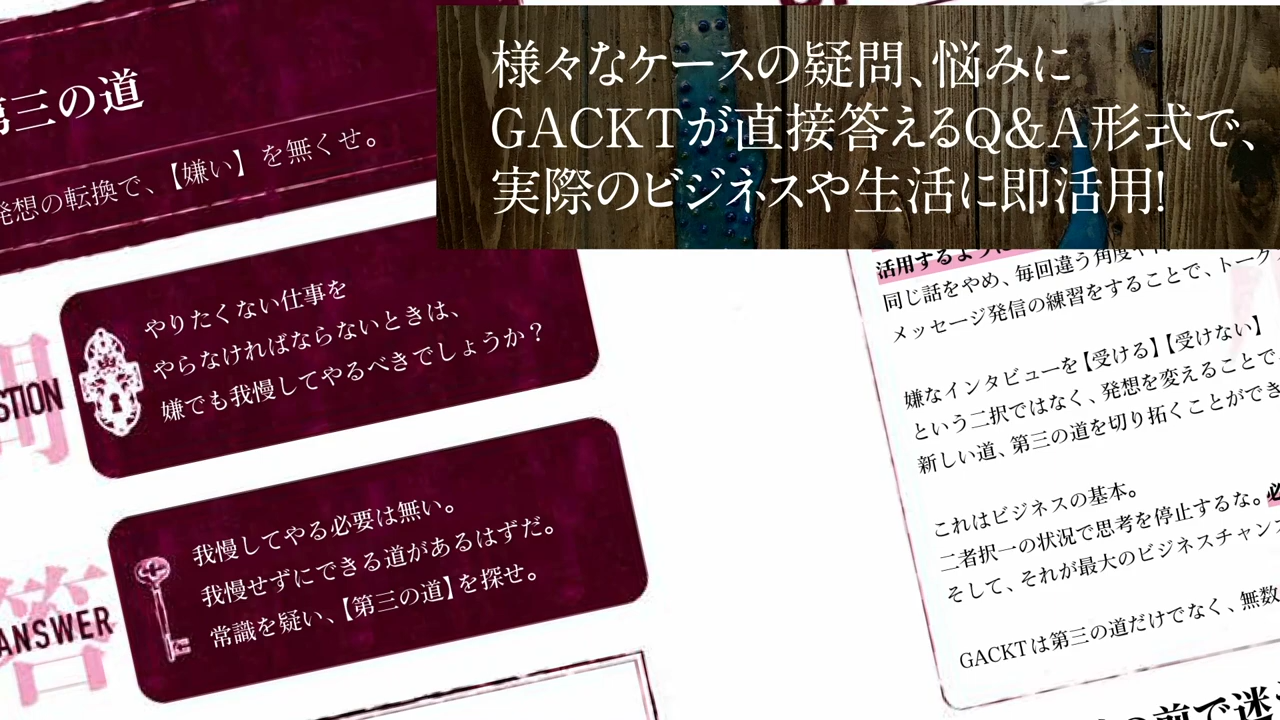 様々なケースの疑問、悩みに
GACKTが直接答えるQ&A形式で、
実際のビジネスや生活に即活用!
第三の道
発想の転換で、【嫌い】を無くせ。
問
STION
やりたくない仕事を
やらなければならないときは、
嫌でも我慢してやるべきでしょうか？
答
ANSWER
我慢してやる必要は無い。
我慢せずにできる道があるはずだ。
常識を疑い、【第三の道】を探せ。
活用するように
同じ話をやめ、毎回違う角度や
メッセージ発信の練習をすることで、トーク
嫌なインタビューを【受ける】【受けない】
という二択ではなく、発想を変えることで、
新しい道、第三の道を切り拓くことができ
これはビジネスの基本。
二者択一の状況で思考を停止するな。必
そして、それが最大のビジネスチャンス
GACKTは第三の道だけでなく、無数
の前で迷